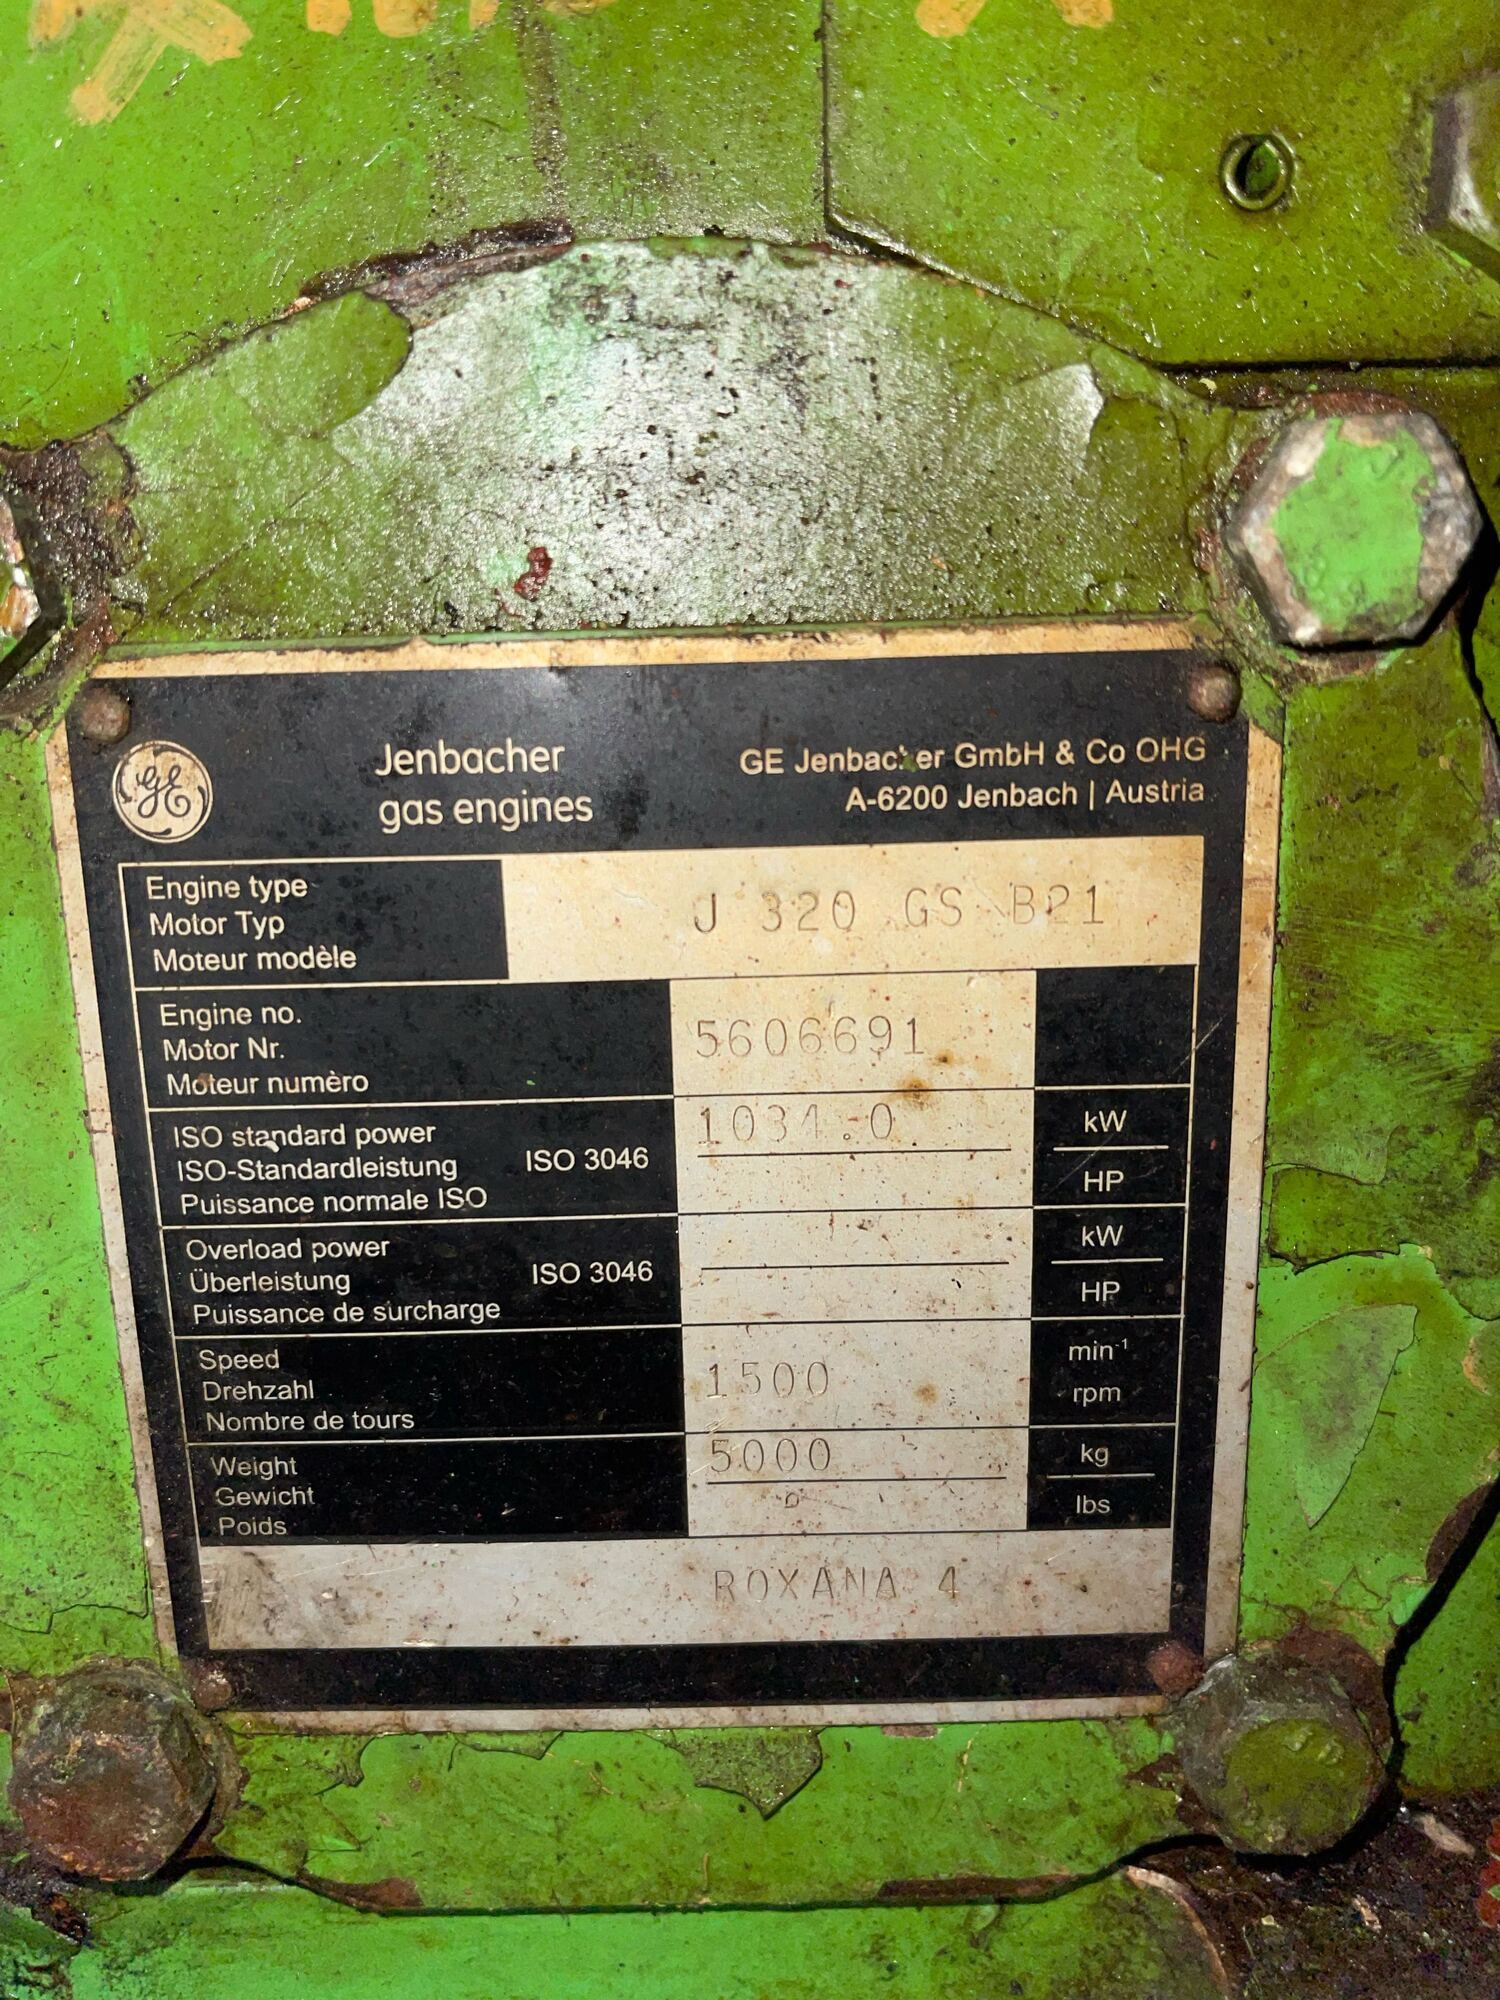 GE
Jenbacher
gas engines
GE Jenbacher GmbH & Co OHG
A-6200 Jenbach | Austria
Engine type
Motor Typ
Moteur modèle
J 320 GS B21
Engine no.
Motor Nr.
Moteur numèro
5606691
ISO standard power
ISO-Standardleistung
Puissance normale ISO
ISO 3046
1034.0
kW
HP
Overload power
Überleistung
Puissance de surcharge
ISO 3046
kW
HP
Speed
Drehzahl
Nombre de tours
1500
min-1
rpm
Weight
Gewicht
Poids
5000
kg
lbs
ROXANA 4